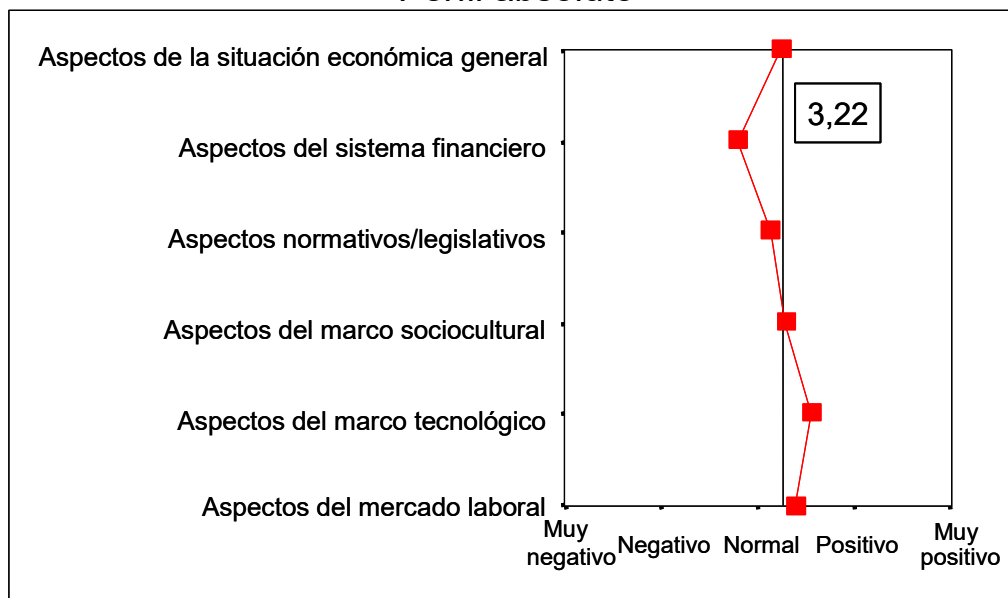 Aspectos de la situación económica general
3,22
Aspectos del sistema financiero
Aspectos normativos/legislativos
Aspectos del marco sociocultural
Aspectos del marco tecnológico
Aspectos del mercado laboral
Muy
negativo
Negativo
Normal
Positivo
Muy
positivo